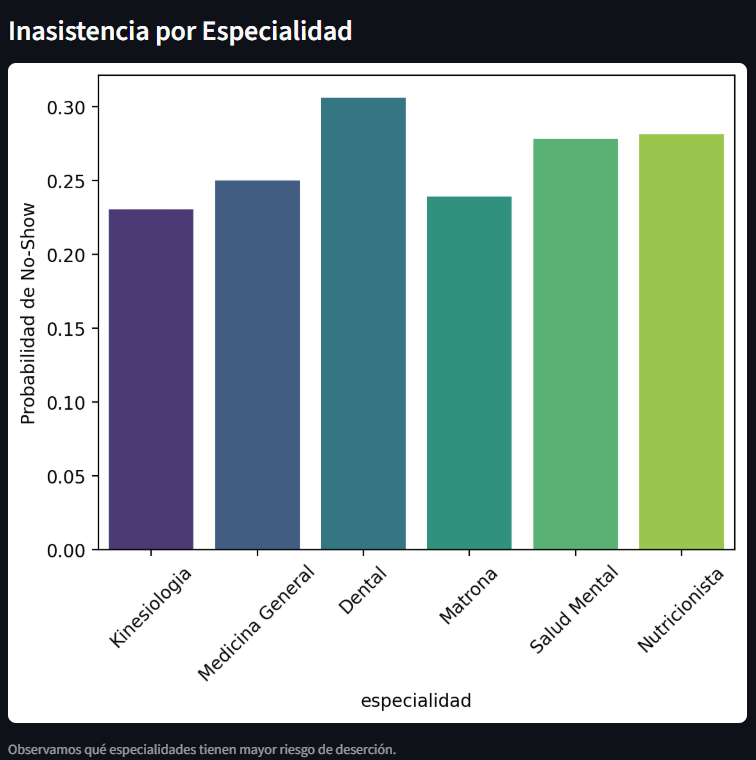 Inasistencia por Especialidad
0.30
0.25
0.20
0.15
0.10
0.05
0.00
Probabilidad de No-Show
Kinesiologia
Medicina General
Dental
Matrona
Salud Mental
Nutricionista
especialidad
Observamos qué especialidades tienen mayor riesgo de deserción.